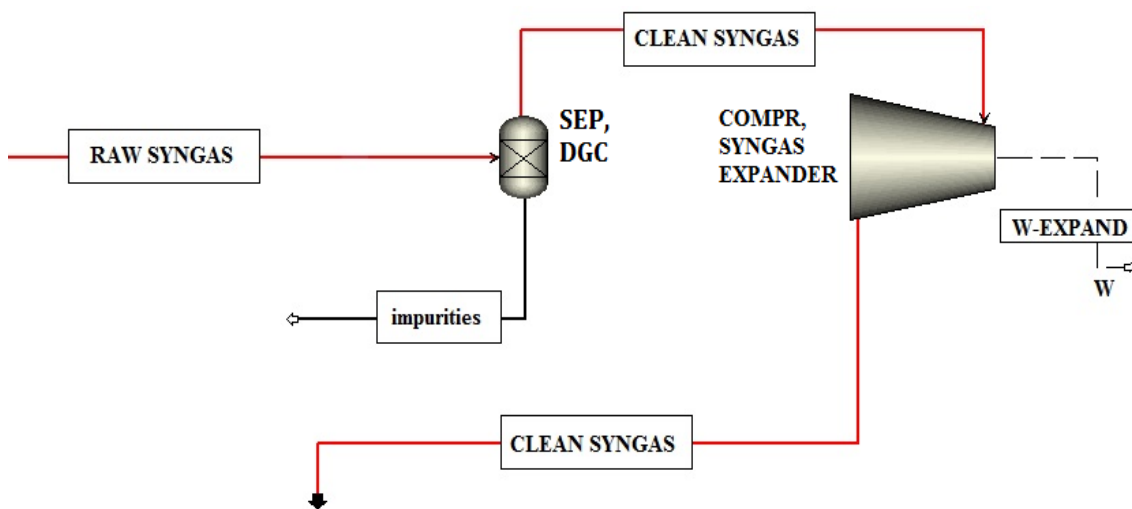 CLEAN SYNGAS
SEP,
DGC
COMPR,
SYNGAS
EXPANDER
RAW SYNGAS
W-EXPAND
W
impurities
CLEAN SYNGAS